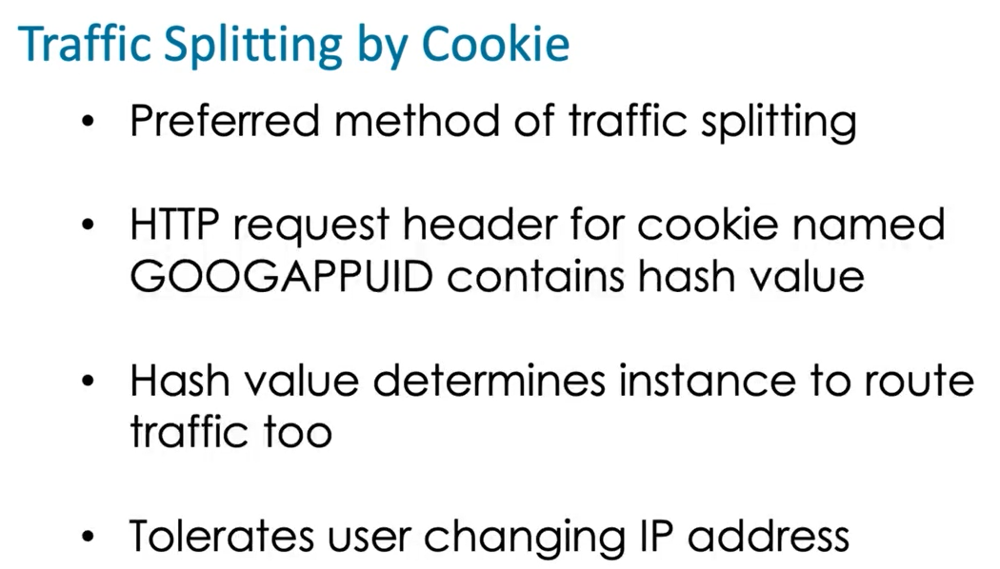 Traffic Splitting by Cookie
• Preferred method of traffic splitting
• HTTP request header for cookie named
GOOGAPPUID contains hash value
• Hash value determines instance to route
traffic too
• Tolerates user changing IP address